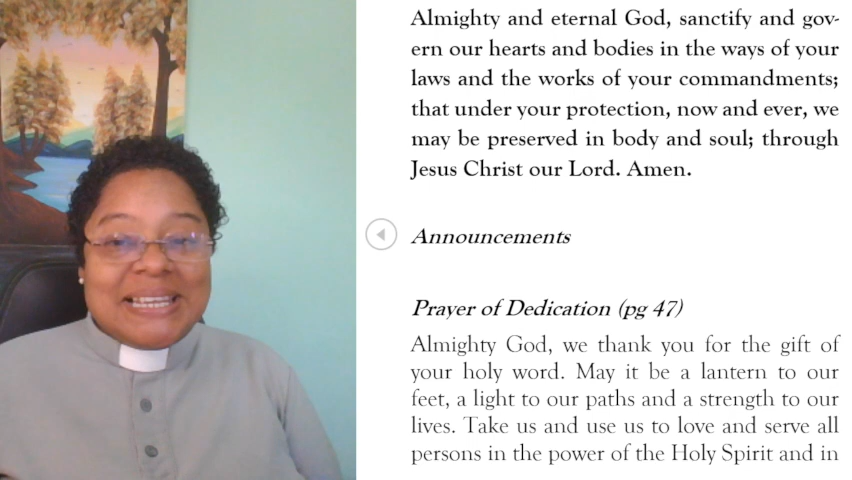 Almighty and eternal God, sanctify and gov-
ern our hearts and bodies in the ways of your
laws and the works of your commandments;
that under your protection, now and ever, we
may be preserved in body and soul; through
Jesus Christ our Lord. Amen.
Announcements
Prayer of Dedication (pg 47)
Almighty God, we thank you for the gift of
your holy word. May it be a lantern to our
feet, a light to our paths and a strength to our
lives. Take us and use us to love and serve all
persons in the power of the Holy Spirit and in